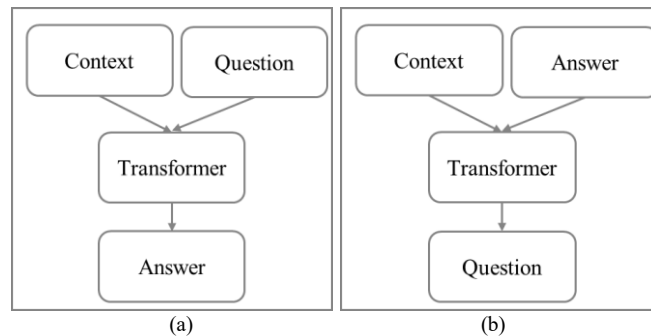 Context
Question
Transformer
Answer
(a)
Context
Answer
Transformer
Question
(b)